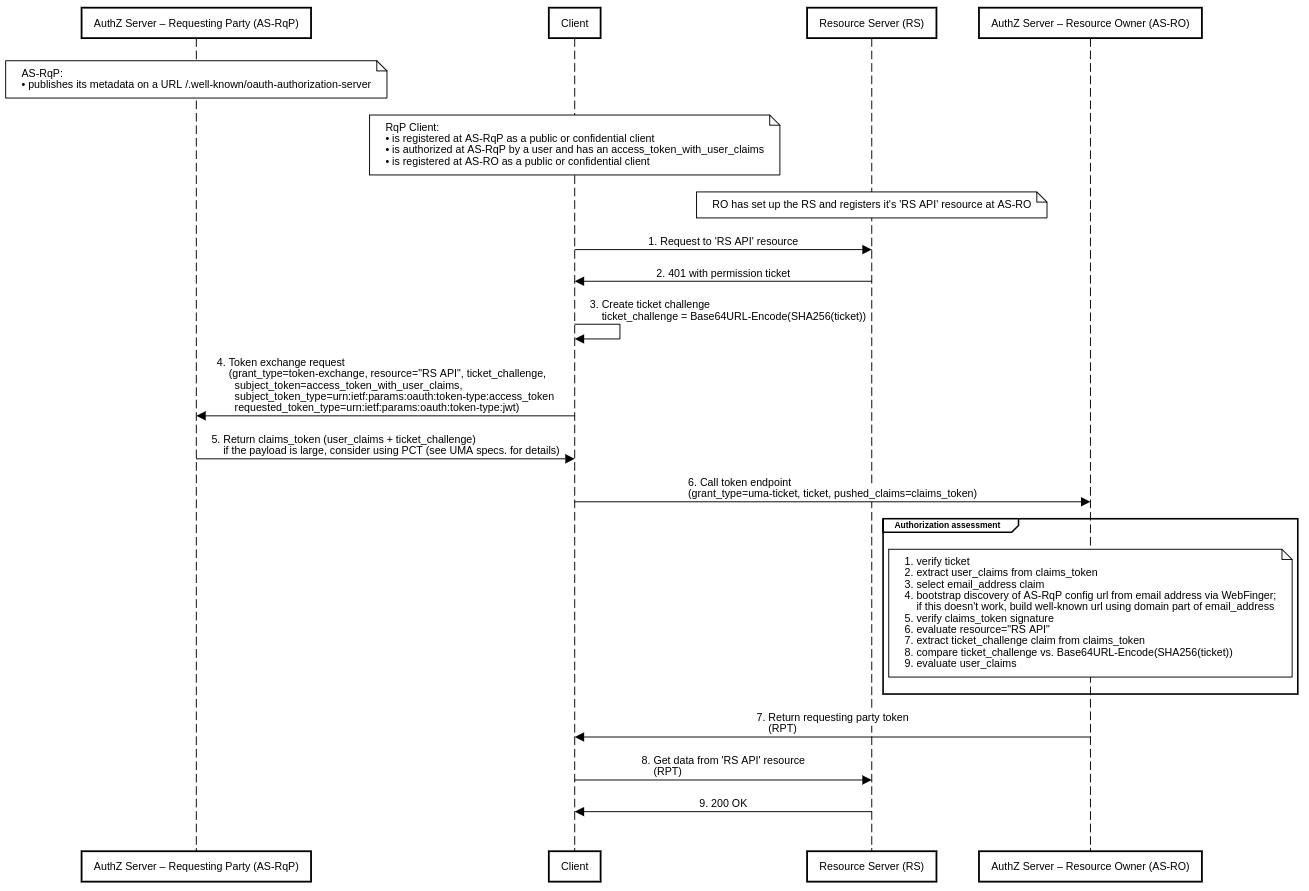 AuthZ Server – Requesting Party (AS-RqP)
Client
Resource Server (RS)
AuthZ Server – Resource Owner (AS-RO)
AS-RqP:
• publishes its metadata on a URL /.well-known/oauth-authorization-server
RqP Client:
• is registered at AS-RqP as a public or confidential client
• is authorized at AS-RqP by a user and has an access_token_with_user_claims
• is registered at AS-RO as a public or confidential client
RO has set up the RS and registers it's 'RS API' resource at AS-RO
1. Request to 'RS API' resource
2. 401 with permission ticket
3. Create ticket challenge
ticket_challenge = Base64URL-Encode(SHA256(ticket))
4. Token exchange request
(grant_type=token-exchange, resource="RS API", ticket_challenge,
subject_token=access_token_with_user_claims,
subject_token_type=urn:ietf:params:oauth:token-type:access_token
requested_token_type=urn:ietf:params:oauth:token-type:jwt)
5. Return claims_token (user_claims + ticket_challenge)
if the payload is large, consider using PCT (see UMA specs. for details)
6. Call token endpoint
(grant_type=uma-ticket, ticket, pushed_claims=claims_token)
Authorization assessment
1. verify ticket
2. extract user_claims from claims_token
3. select email_address claim
4. bootstrap discovery of AS-RqP config url from email address via WebFinger;
if this doesn't work, build well-known url using domain part of email_address
5. verify claims_token signature
6. evaluate resource="RS API"
7. extract ticket_challenge claim from claims_token
8. compare ticket_challenge vs. Base64URL-Encode(SHA256(ticket))
9. evaluate user_claims
7. Return requesting party token
(RPT)
8. Get data from 'RS API' resource
(RPT)
9. 200 OK
AuthZ Server – Requesting Party (AS-RqP)
Client
Resource Server (RS)
AuthZ Server – Resource Owner (AS-RO)